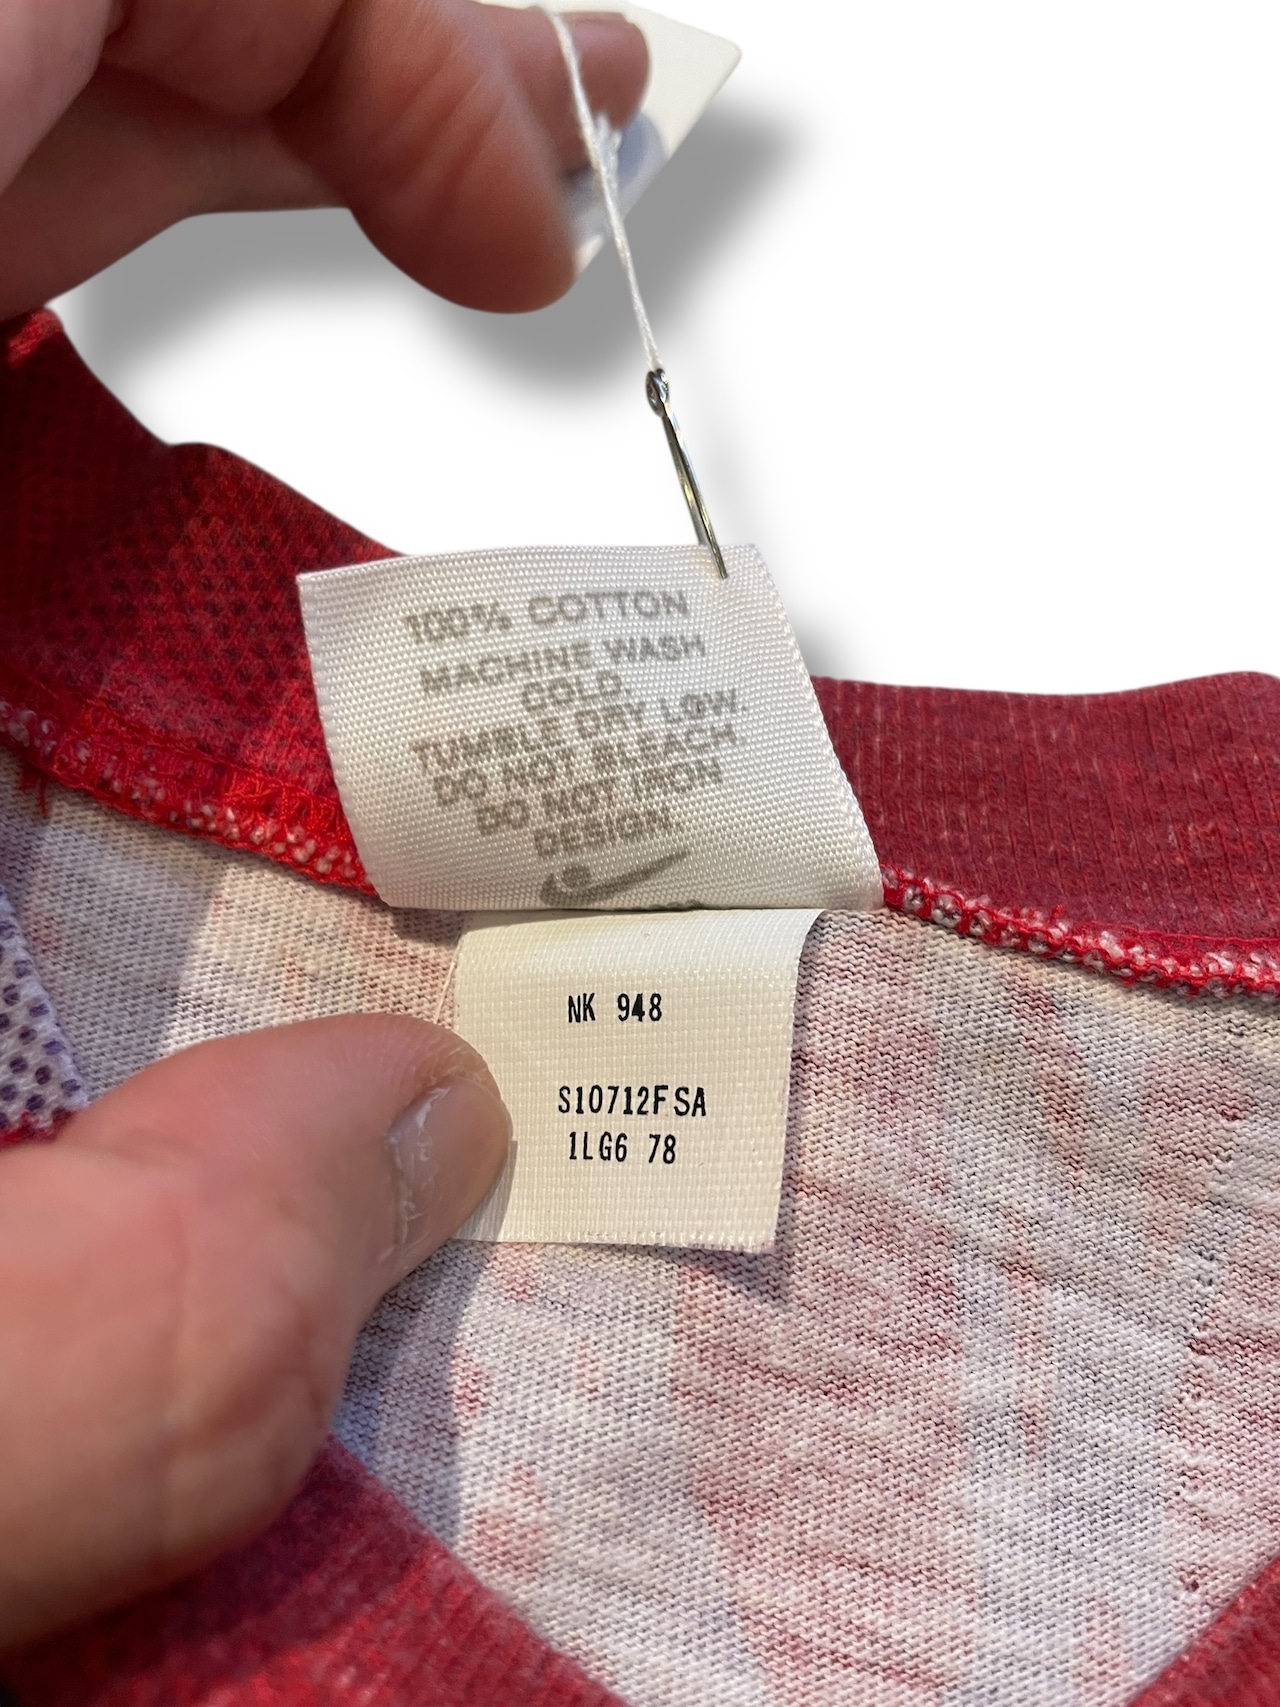 100% COTTON
MACHINE WASH
COLD.
TUMBLE DRY LOW.
DO NOT BLEACH
DO NOT IRON
DESIGN.
NK 948
S10712FSA
1LG6 78